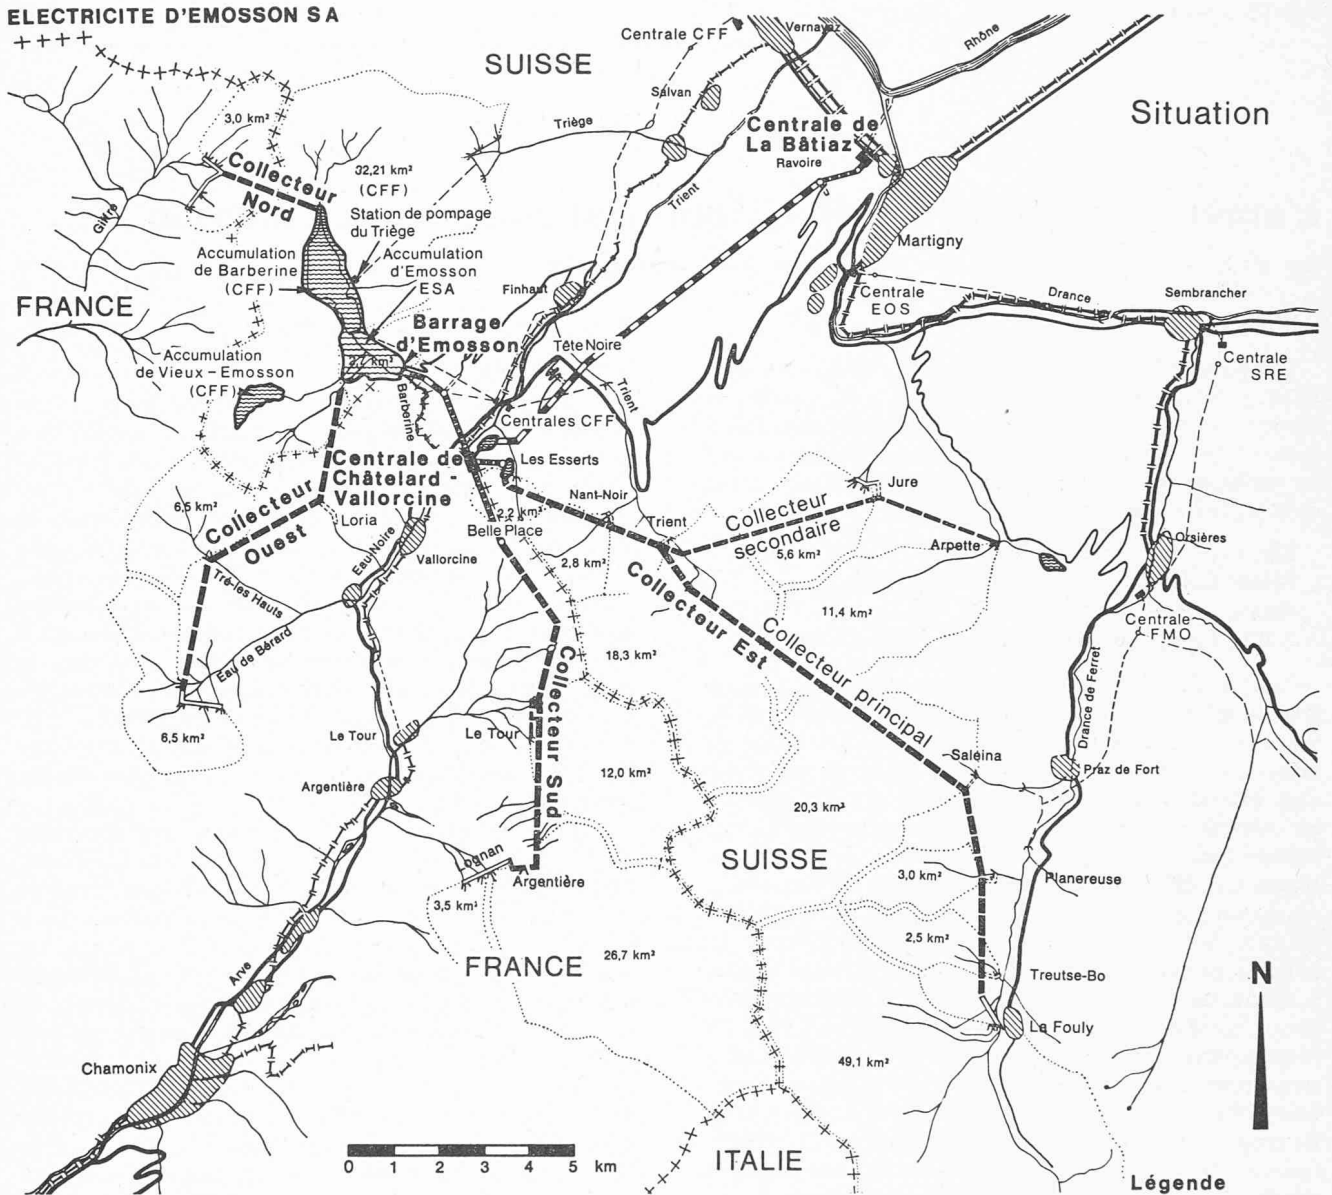 ELECTRICITE D'EMOSSON SA
SUISSE
Centrale CFF
Vernayaz
Rhône
Situation
Salvan
3,0 km²
Triège
Centrale de
La Bâtiaz
Ravoire
Collecteur
Nord
32,21 km²
(CFF)
Trient
Giffre
Station de pompage
du Triège
Martigny
Accumulation
de Barberine
(CFF)
Accumulation
d'Emosson
ESA
FRANCE
Finhaut
Centrale
EOS
Drance
Sembrancher
Barrage
d'Emosson
Tête Noire
Accumulation
de Vieux-Emosson
(CFF)
2,7 km²
Centrale
SRE
Barberine
Trient
Centrales CFF
Centrale de
Châtelard -
Vallorcine
Les Esserts
Jure
Nant-Noir
6,5 km²
Collecteur
Ouest
Loria
2,2 km²
Belle Place
Trient
Collecteur
secondaire
5,6 km²
Arpette
Orsières
Eau Noire
Vallorcine
2,8 km²
Tré-les Hauts
11,4 km²
Collecteur Est
Collecteur principal
Centrale
FMO
Eau de Bérard
18,3 km²
Collecteur Sud
Drance de Ferret
6,5 km²
Le Tour
Le Tour
Saleina
Praz de Fort
Argentière
12,0 km²
20,3 km²
Lognan
Argentière
SUISSE
3,0 km²
Planereuse
3,5 km²
2,5 km²
26,7 km²
FRANCE
Arve
Treutse-Bo
N
La Fouly
49,1 km²
Chamonix
0 1 2 3 4 5 km
ITALIE
Légende